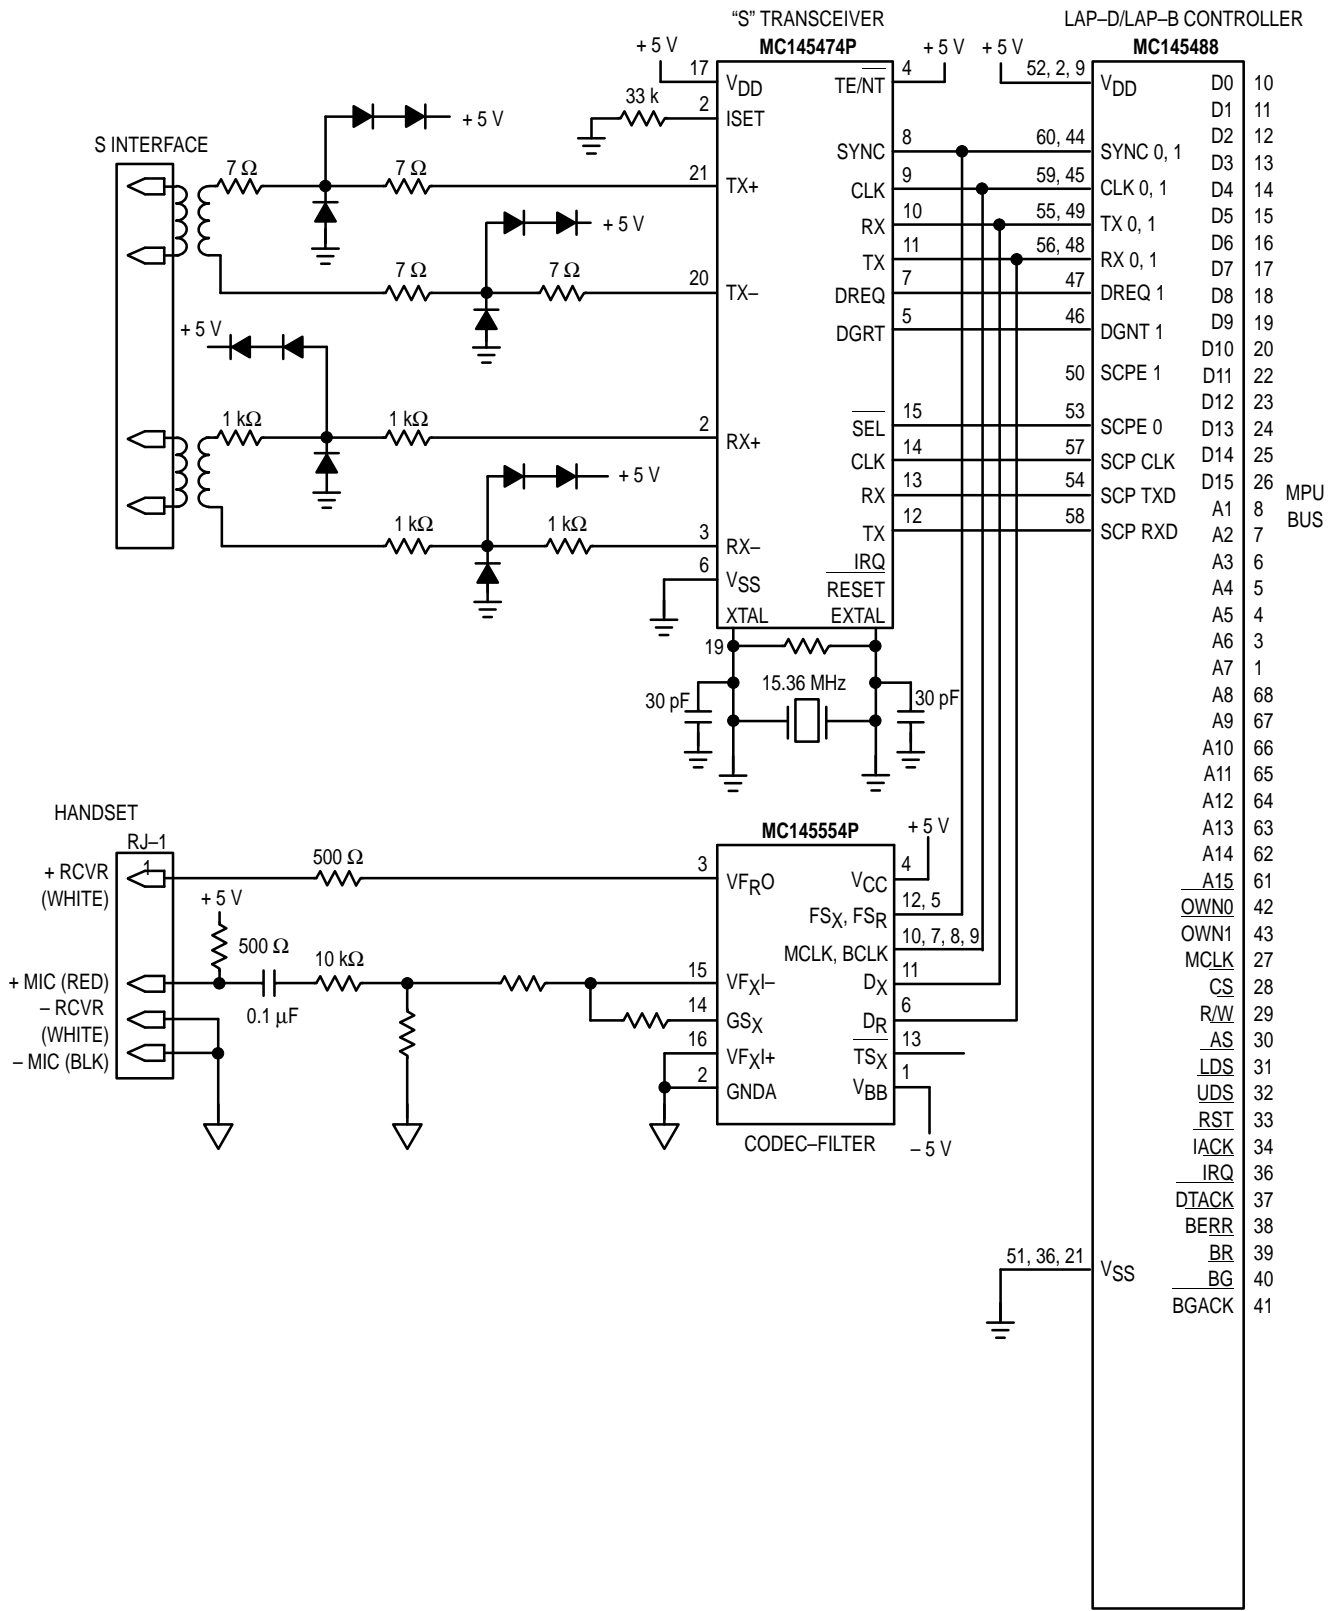 “S” TRANSCEIVER
MC145474P
LAP–D/LAP–B CONTROLLER
MC145488
+ 5 V
+ 5 V
+ 5 V
17
VDD
TE/NT
4
52, 2, 9
VDD
33 k
2
ISET
+ 5 V
S INTERFACE
7 Ω
7 Ω
21
TX+
+ 5 V
7 Ω
7 Ω
20
TX–
+ 5 V
1 kΩ
1 kΩ
2
RX+
+ 5 V
1 kΩ
1 kΩ
3
RX–
6
VSS
SYNC
8
60, 44
SYNC 0, 1
CLK
9
59, 45
CLK 0, 1
RX
10
55, 49
TX 0, 1
TX
11
56, 48
RX 0, 1
DREQ
7
47
DREQ 1
DGRT
5
46
DGNT 1
50
SCPE 1
SEL
15
53
SCPE 0
CLK
14
57
SCP CLK
RX
13
54
SCP TXD
TX
12
58
SCP RXD
IRQ
RESET
XTAL
EXTAL
19
30 pF
15.36 MHz
30 pF
D0 10
D1 11
D2 12
D3 13
D4 14
D5 15
D6 16
D7 17
D8 18
D9 19
D10 20
D11 22
D12 23
D13 24
D14 25
D15 26
A1 8
A2 7
A3 6
A4 5
A5 4
A6 3
A7 1
A8 68
A9 67
A10 66
A11 65
A12 64
A13 63
A14 62
A15 61
OWN0 42
OWN1 43
MCLK 27
CS 28
R/W 29
AS 30
LDS 31
UDS 32
RST 33
IACK 34
IRQ 36
DTACK 37
BERR 38
BR 39
BG 40
BGACK 41
MPU
BUS
51, 36, 21
VSS
HANDSET
RJ–1
1
+ RCVR
(WHITE)
500 Ω
+ 5 V
500 Ω
+ MIC (RED)
– RCVR
(WHITE)
– MIC (BLK)
0.1 µF
10 kΩ
MC145554P
+ 5 V
3
VFRO
15
VFXI–
14
GSX
16
VFXI+
2
GNDA
VCC
4
FSX, FSR
12, 5
MCLK, BCLK
10, 7, 8, 9
DX
11
DR
6
TSX
13
VBB
1
– 5 V
CODEC–FILTER